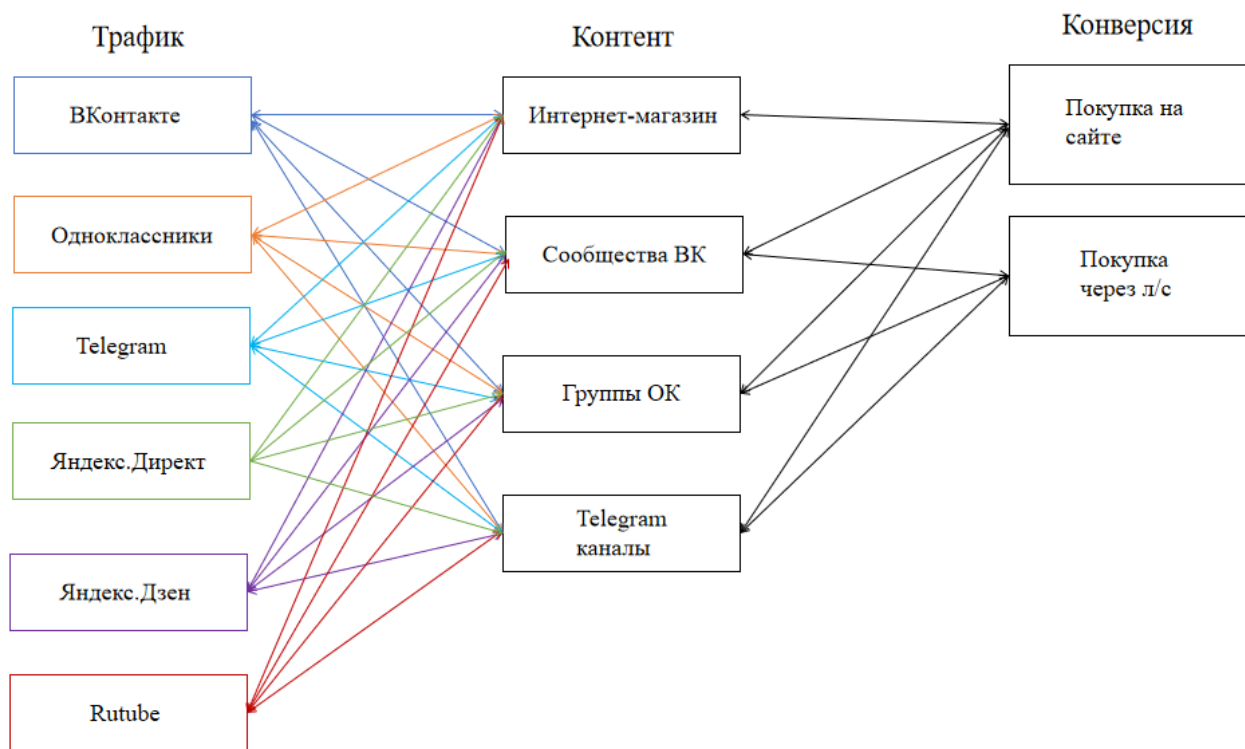 Трафик
Контент
Конверсия
ВКонтакте
Интернет-магазин
Покупка на
сайте
Одноклассники
Сообщества ВК
Покупка
через л/с
Telegram
Группы ОК
Яндекс.Директ
Telegram
каналы
Яндекс.Дзен
Rutube